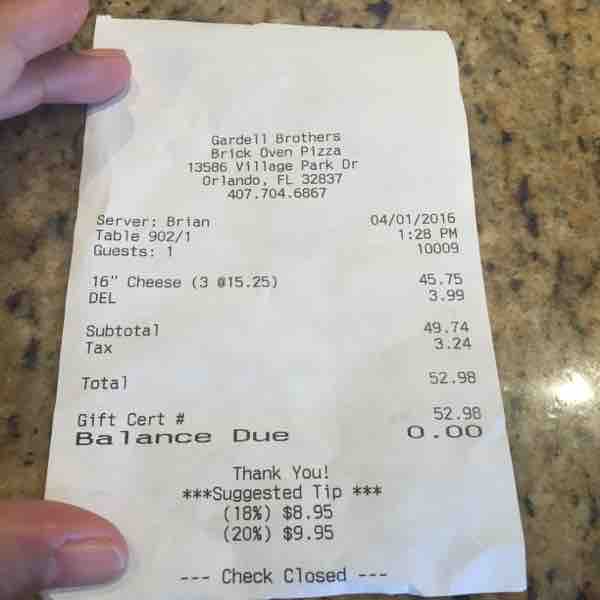 Gardell Brothers
Brick Oven Pizza
13586 Village Park Dr
Orlando, FL 32837
407.704.6867
Server: Brian 04/01/2016
Table 902/1 1:28 PM
Guests: 1 10009
16" Cheese (3 @15.25) 45.75
DEL 3.99
Subtotal 49.74
Tax 3.24
Total 52.98
Gift Cert # 52.98
Balance Due 0.00
Thank You!
***Suggested Tip ***
(18%) $8.95
(20%) $9.95
--- Check Closed ---